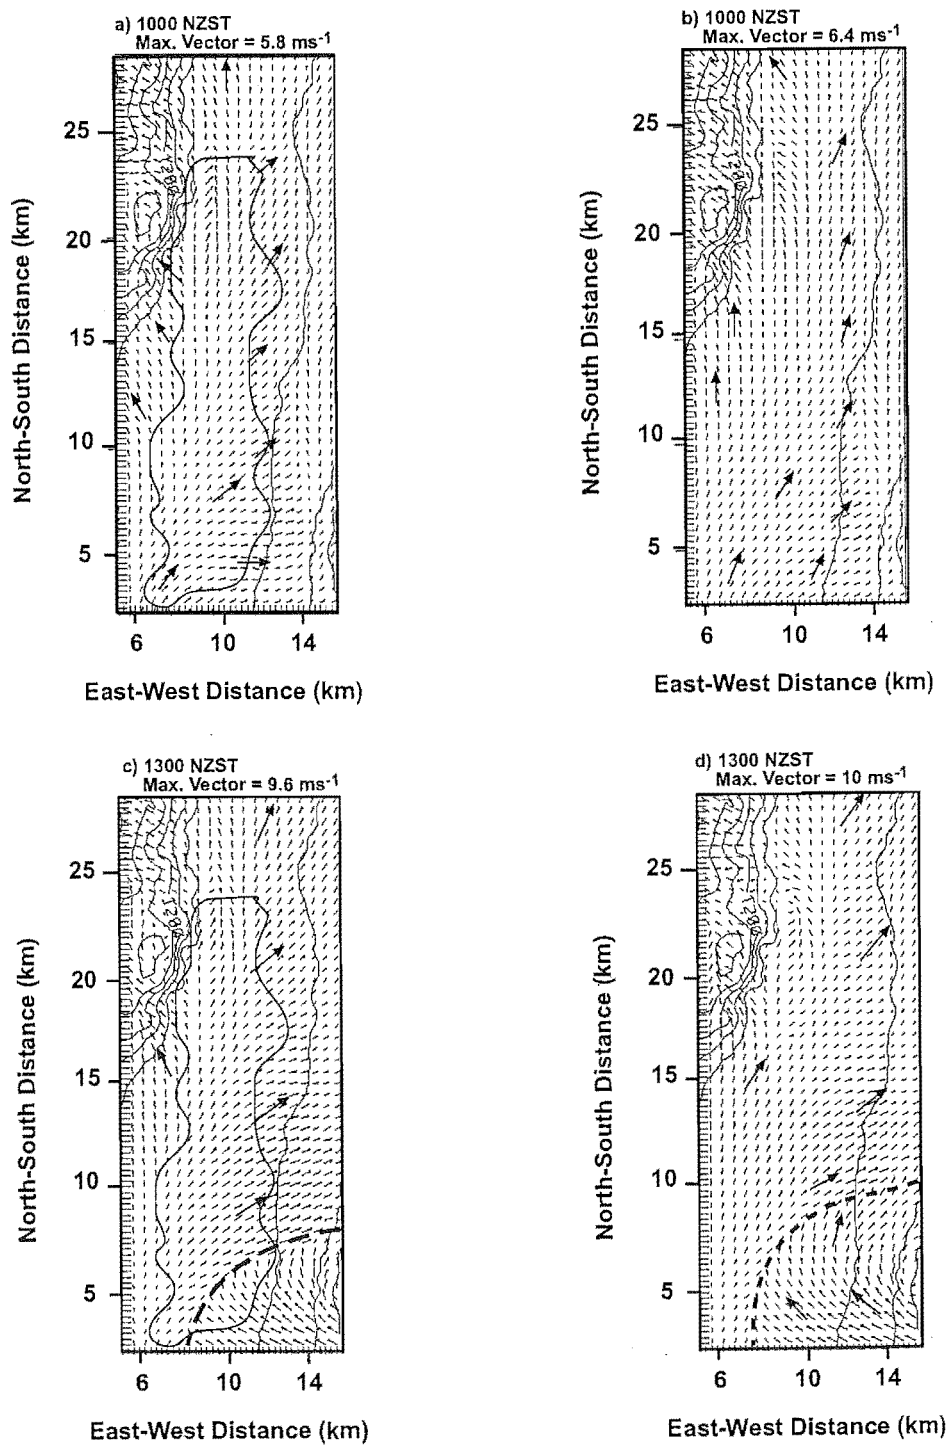 a) 1000 NZST
Max. Vector = 5.8 ms-1
North-South Distance (km)
25
20
15
10
5
6 10 14
East-West Distance (km)
b) 1000 NZST
Max. Vector = 6.4 ms-1
North-South Distance (km)
25
20
15
10
5
6 10 14
East-West Distance (km)
c) 1300 NZST
Max. Vector = 9.6 ms-1
North-South Distance (km)
25
20
15
10
5
6 10 14
East-West Distance (km)
d) 1300 NZST
Max. Vector = 10 ms-1
North-South Distance (km)
25
20
15
10
5
6 10 14
East-West Distance (km)